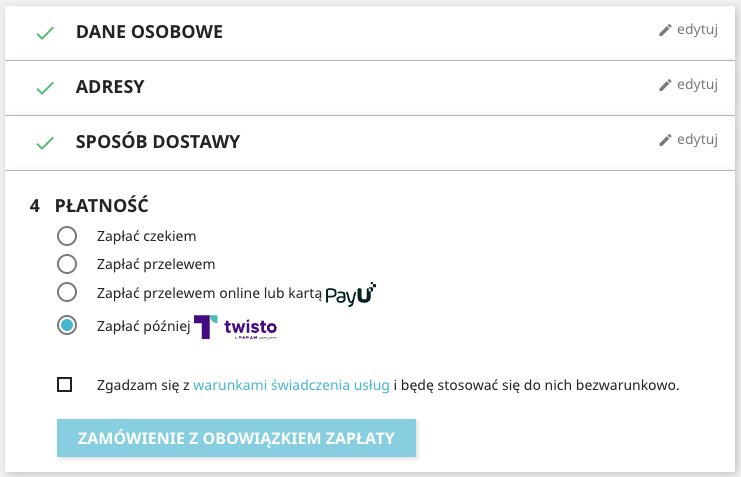 DANE OSOBOWE
edytuj
ADRESY
edytuj
SPOSÓB DOSTAWY
edytuj
4 PŁATNOŚĆ
Zapłać czekiem
Zapłać przelewem
Zapłać przelewem online lub kartą PayU
Zapłać później twisto
Zgadzam się z warunkami świadczenia usług i będę stosować się do nich bezwarunkowo.
ZAMÓWIENIE Z OBOWIĄZKIEM ZAPŁATY